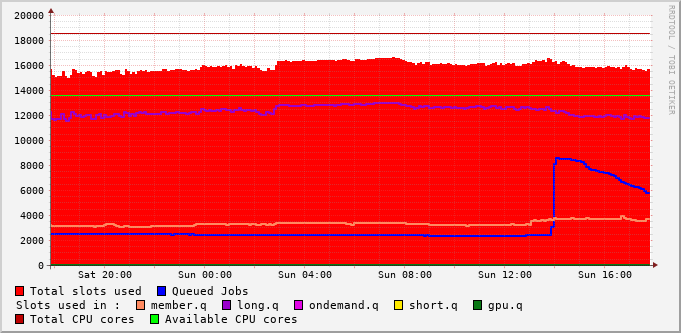 RRDTOOL / TOBI OETIKER
20000
18000
16000
14000
12000
10000
8000
6000
4000
2000
0
Sat 20:00 Sun 00:00 Sun 04:00 Sun 08:00 Sun 12:00 Sun 16:00
Total slots used Queued Jobs
Slots used in : member.q long.q ondemand.q short.q gpu.q
Total CPU cores Available CPU cores